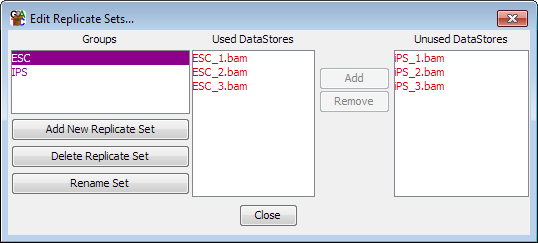 Edit Replicate Sets...
Groups
Used DataStores
Unused DataStores
ESC
IPS
ESC_1.bam
ESC_2.bam
ESC_3.bam
iPS_1.bam
iPS_2.bam
iPS_3.bam
Add
Remove
Add New Replicate Set
Delete Replicate Set
Rename Set
Close